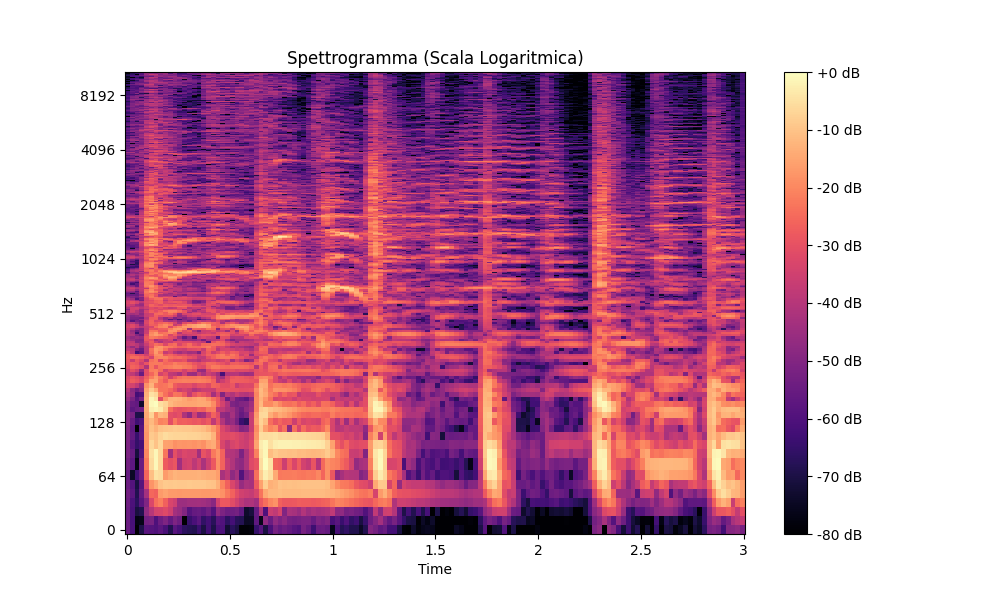 Spettrogramma (Scala Logaritmica)
8192
4096
2048
1024
512
256
128
64
0
Hz
0
0.5
1
1.5
2
2.5
3
Time
+0 dB
-10 dB
-20 dB
-30 dB
-40 dB
-50 dB
-60 dB
-70 dB
-80 dB